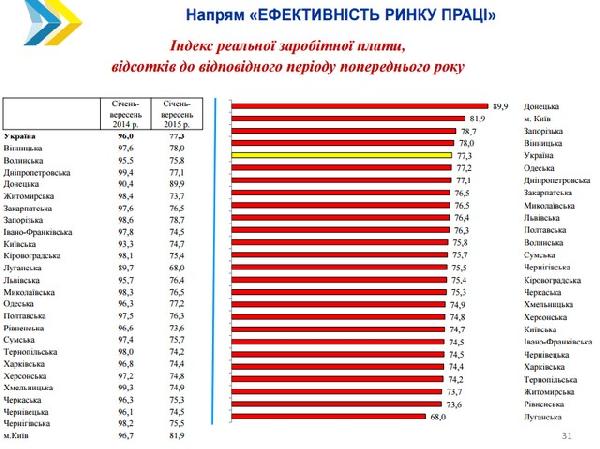 Напрям «ЕФЕКТИВНІСТЬ РИНКУ ПРАЦІ»
Індекс реальної заробітної плати,
відсотків до відповідного періоду попереднього року
Січень-вересень 2014 р. Січень-вересень 2015 р.
Україна 96,0 77,3
Вінницька 97,6 78,0
Волинська 95,5 75,8
Дніпропетровська 99,4 77,1
Донецька 90,4 89,9
Житомирська 98,4 73,7
Закарпатська 97,6 76,5
Запорізька 98,6 78,7
Івано-Франківська 97,8 74,5
Київська 93,3 74,7
Кіровоградська 98,1 75,4
Луганська 89,7 68,0
Львівська 95,7 76,4
Миколаївська 98,3 76,5
Одеська 96,3 77,2
Полтавська 97,5 76,3
Рівненська 96,6 73,6
Сумська 97,4 75,7
Тернопільська 98,0 74,2
Харківська 96,8 74,4
Херсонська 97,2 74,8
Хмельницька 99,3 74,9
Черкаська 96,3 75,3
Чернівецька 96,1 74,5
Чернігівська 98,2 75,5
м.Київ 96,7 81,9
89,9 Донецька
81,9 м. Київ
78,7 Запорізька
78,0 Вінницька
77,3 Україна
77,2 Одеська
77,1 Дніпропетровська
76,5 Закарпатська
76,5 Миколаївська
76,4 Львівська
76,3 Полтавська
75,8 Волинська
75,7 Сумська
75,5 Чернігівська
75,4 Кіровоградська
75,3 Черкаська
74,9 Хмельницька
74,8 Херсонська
74,7 Київська
74,5 Івано-Франківська
74,5 Чернівецька
74,4 Харківська
74,2 Тернопільська
73,7 Житомирська
73,6 Рівненська
68,0 Луганська
31